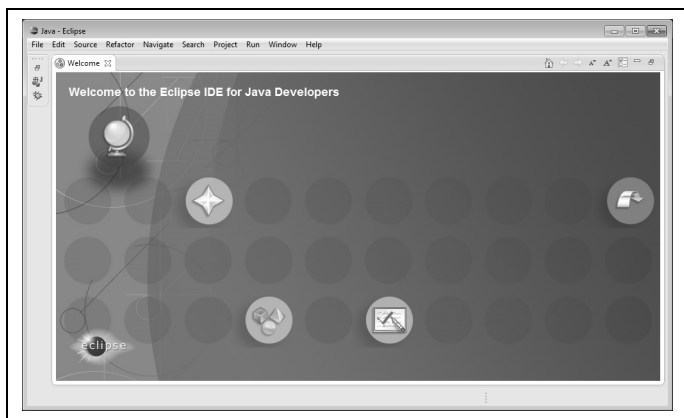 Java - Eclipse
File Edit Source Refactor Navigate Search Project Run Window Help
Welcome
Welcome to the Eclipse IDE for Java Developers
eclipse